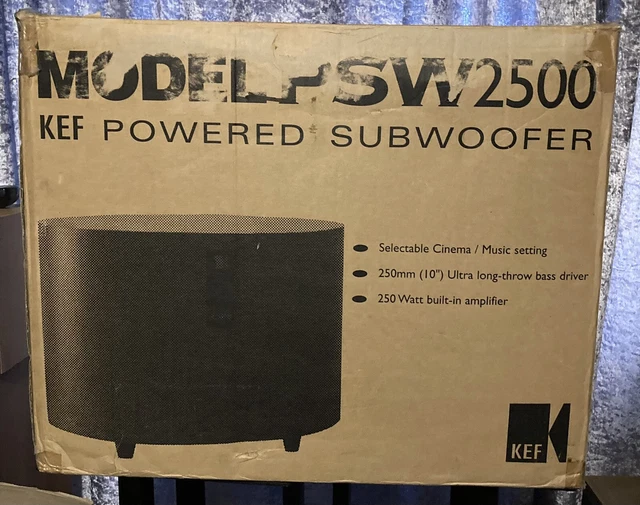 MODEL PSW2500
KEF POWERED SUBWOOFER
Selectable Cinema / Music setting
250mm (10") Ultra long-throw bass driver
250 Watt built-in amplifier
KEF